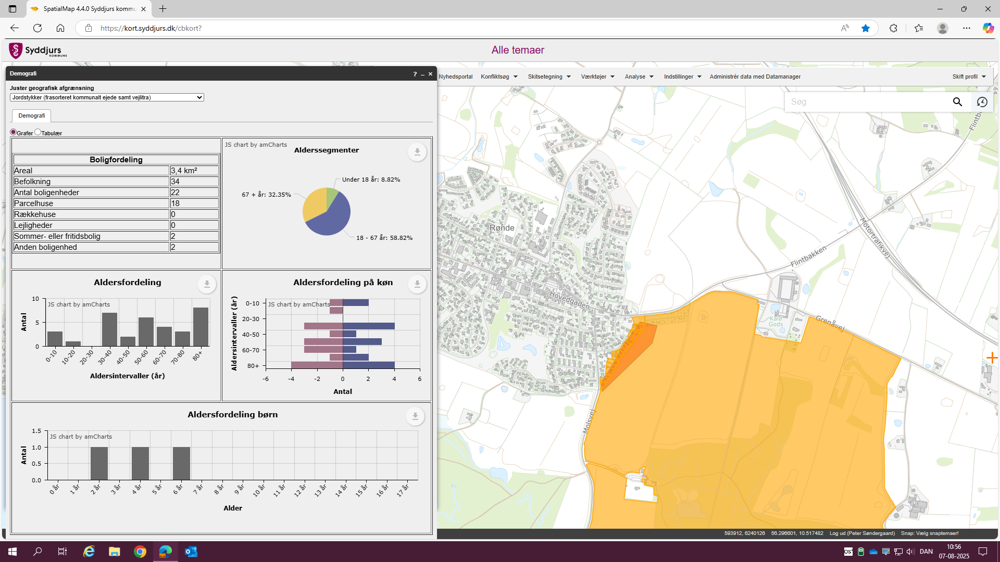 SpatialMap 4.4.0 Syddjurs kommu
https://kort.syddjurs.dk/cbkort?
Syddjurs
KOMMUNE
Alle temaer
Demografi
? _ ×
Nyhedsportal Konfliktsøg Skitsetegning Værktøjer Analyse Indstillinger Administrér data med Datamanager Skift profil
Juster geografisk afgrænsning
Jordstykker (frasorteret kommunalt ejede samt vejlitra)
Søg
Demografi
Grafer Tabulær
Boligfordeling
Areal 3,4 km²
Befolkning 34
Antal boligenheder 22
Parcelhuse 18
Rækkehuse 0
Lejligheder 0
Sommer- eller fritidsbolig 2
Anden boligenhed 2
JS chart by amCharts
Alderssegmenter
Under 18 år: 8.82%
67 + år: 32.35%
18 - 67 år: 58.82%
Aldersfordeling
JS chart by amCharts
Antal
10
5
0
0-10 10-20 20-30 30-40 40-50 50-60 60-70 70-80 80+
Aldersintervaller (år)
Aldersfordeling på køn
JS chart by amCharts
Aldersintervaller (år)
0-10
20-30
40-50
60-70
80+
-6 -4 -2 0 2 4 6
Antal
Aldersfordeling børn
JS chart by amCharts
Antal
1.5
1.0
0.5
0.0
0 år 1 år 2 år 3 år 4 år 5 år 6 år 7 år 8 år 9 år 10 år 11 år 12 år 13 år 14 år 15 år 16 år 17 år
Alder
Rønde
Hovedgaden
Molsvej
Flintbakken
Motortrafikvej
Grenåvej
Kalø
Gods
Flintba
593912, 6240126 56.296601, 10.517482 Log ud (Peter Søndergaard) Snap: Vælg snaptemaer!
DAN
10:56
07-08-2025